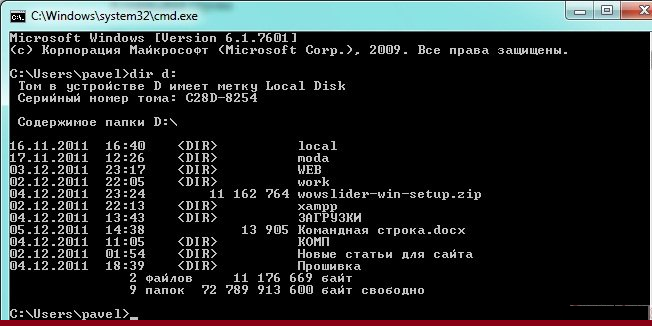 C:\Windows\system32\cmd.exe
Microsoft Windows [Version 6.1.7601]
(c) Корпорация Майкрософт (Microsoft Corp.), 2009. Все права защищены.
C:\Users\pavel>dir d:
Том в устройстве D имеет метку Local Disk
Серийный номер тома: C28D-8254
Содержимое папки D:\
16.11.2011  16:40    <DIR>          local
17.11.2011  12:26    <DIR>          moda
03.12.2011  23:17    <DIR>          WEB
02.12.2011  22:05    <DIR>          work
04.12.2011  23:24        11 162 764 wowslider-win-setup.zip
02.12.2011  22:13    <DIR>          xampp
04.12.2011  13:43    <DIR>          ЗАГРУЗКИ
05.12.2011  14:38            13 905 Командная строка.docx
04.12.2011  11:05    <DIR>          КОМП
02.12.2011  01:54    <DIR>          Новые статьи для сайта
04.12.2011  18:39    <DIR>          Прошивка
2 файлов     11 176 669 байт
9 папок  72 789 913 600 байт свободно
C:\Users\pavel>_